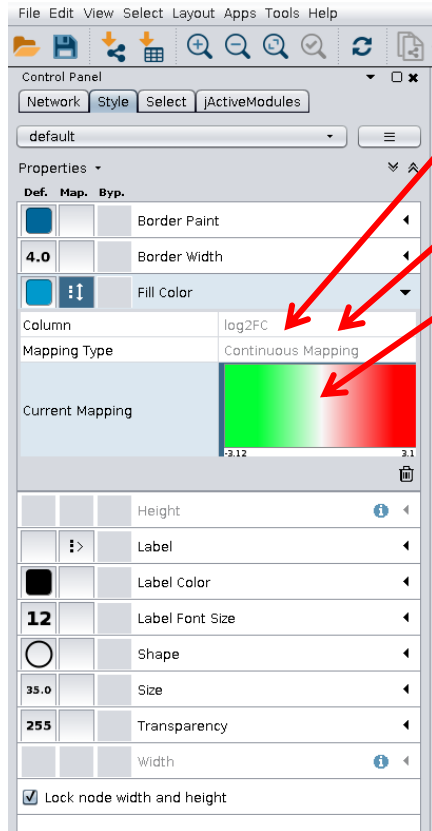 File Edit View Select Layout Apps Tools Help
Control Panel
Network Style Select jActiveModules
default
Properties
Def. Map. Byp.
Border Paint
4.0 Border Width
Fill Color
Column log2FC
Mapping Type Continuous Mapping
Current Mapping
-3.12 3.1
Height
Label
Label Color
12 Label Font Size
Shape
35.0 Size
255 Transparency
Width
Lock node width and height